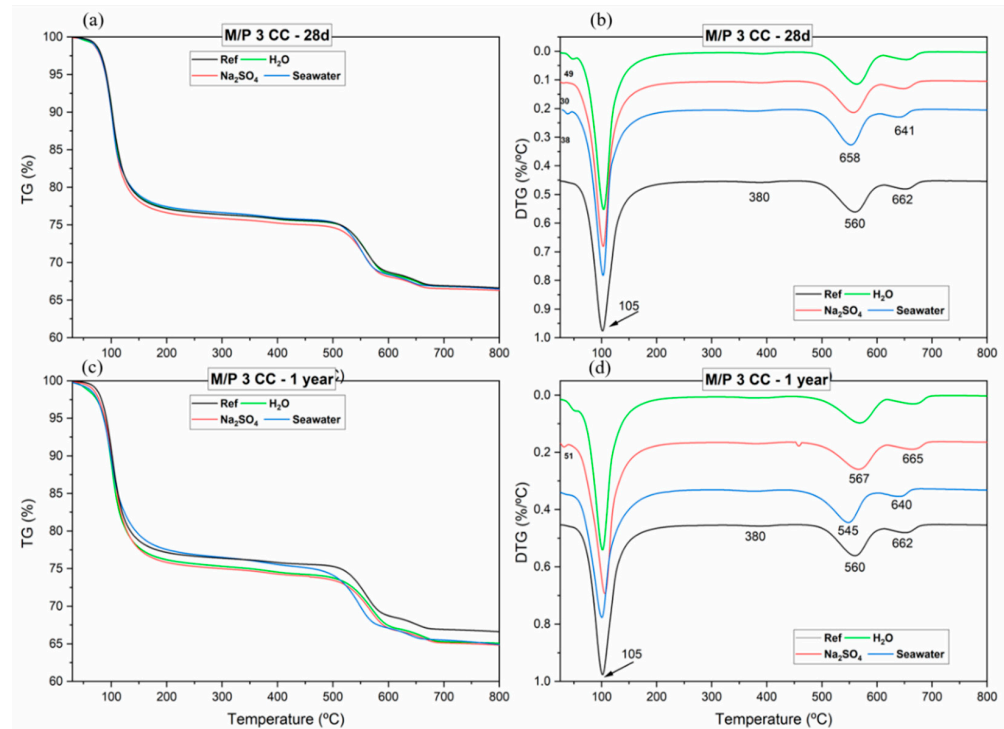 (a)
M/P 3 CC - 28d
Ref H₂O
Na₂SO₄ Seawater
TG (%)
100
95
90
85
80
75
70
65
60
100 200 300 400 500 600 700 800
(b)
M/P 3 CC - 28d
DTG (%/ºC)
0.0
0.1
0.2
0.3
0.4
0.5
0.6
0.7
0.8
0.9
1.0
49
30
38
641
658
380
662
560
105
Ref H₂O
Na₂SO₄ Seawater
100 200 300 400 500 600 700 800
(c)
M/P 3 CC - 1 year
Ref H₂O
Na₂SO₄ Seawater
TG (%)
100
95
90
85
80
75
70
65
60
100 200 300 400 500 600 700 800
Temperature (ºC)
(d)
M/P 3 CC - 1 year
DTG (%/ºC)
0.0
0.2
0.4
0.6
0.8
1.0
51
665
567
640
545
380
662
560
105
Ref H₂O
Na₂SO₄ Seawater
100 200 300 400 500 600 700 800
Temperature (ºC)